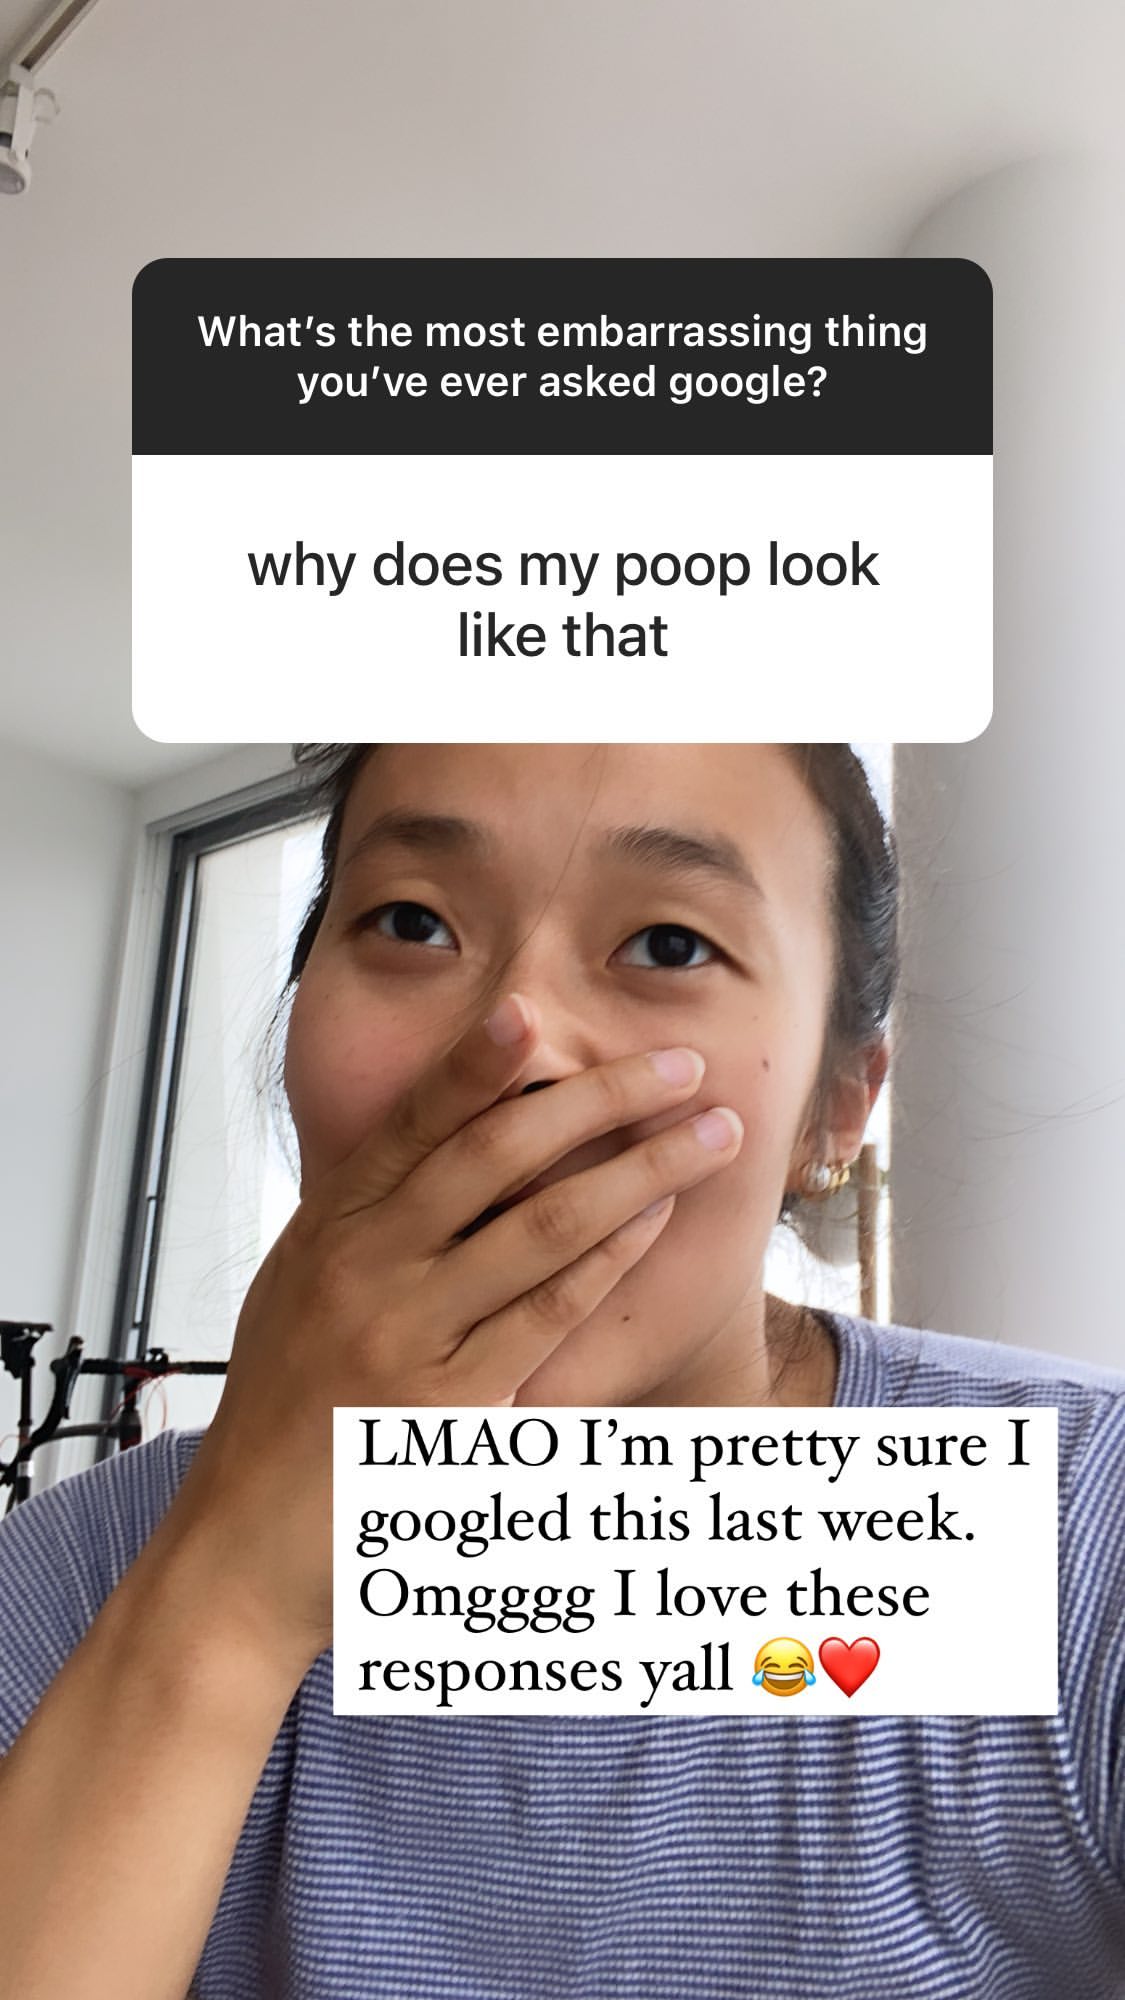 What’s the most embarrassing thing
you’ve ever asked google?
why does my poop look
like that
LMAO I’m pretty sure I
googled this last week.
Omgggg I love these
responses yall 😂❤️